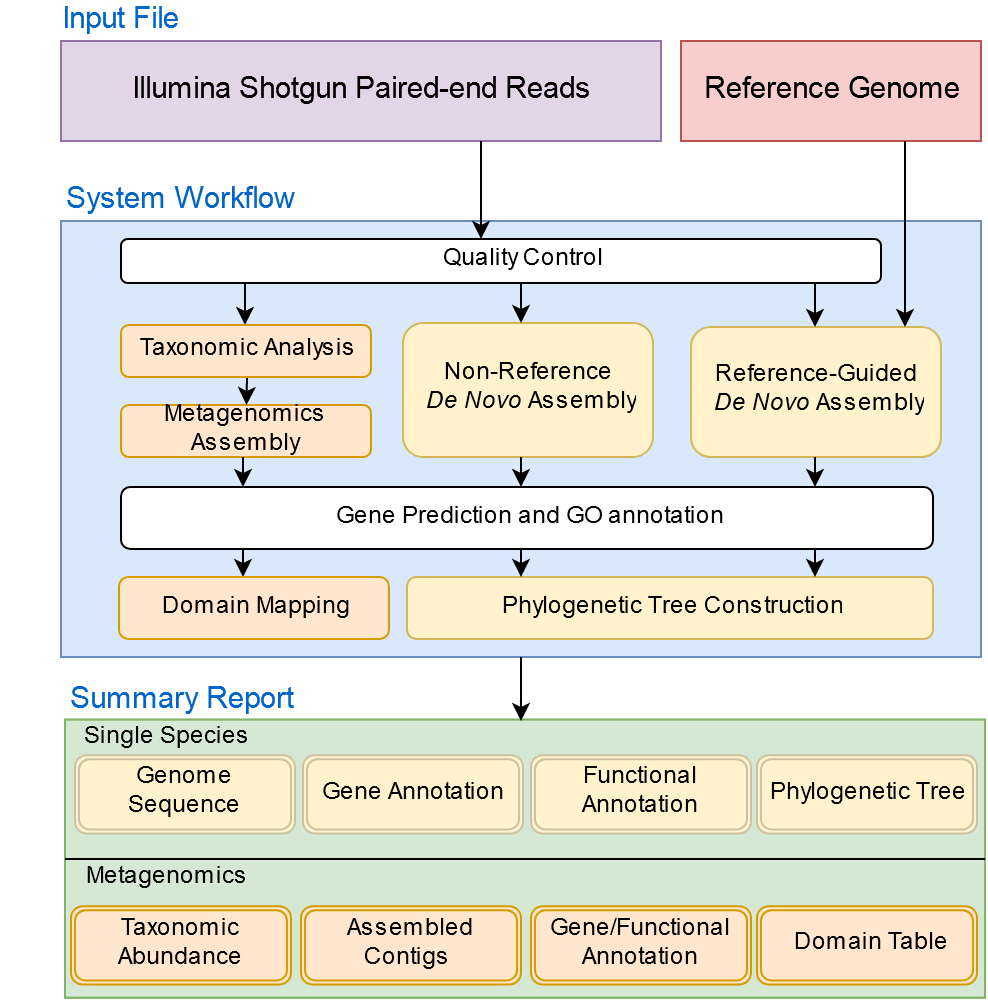 Input File
Illumina Shotgun Paired-end Reads
Reference Genome
System Workflow
Quality Control
Taxonomic Analysis
Metagenomics
Assembly
Non-Reference
De Novo Assembly
Reference-Guided
De Novo Assembly
Gene Prediction and GO annotation
Domain Mapping
Phylogenetic Tree Construction
Summary Report
Single Species
Genome
Sequence
Gene Annotation
Functional
Annotation
Phylogenetic Tree
Metagenomics
Taxonomic
Abundance
Assembled
Contigs
Gene/Functional
Annotation
Domain Table